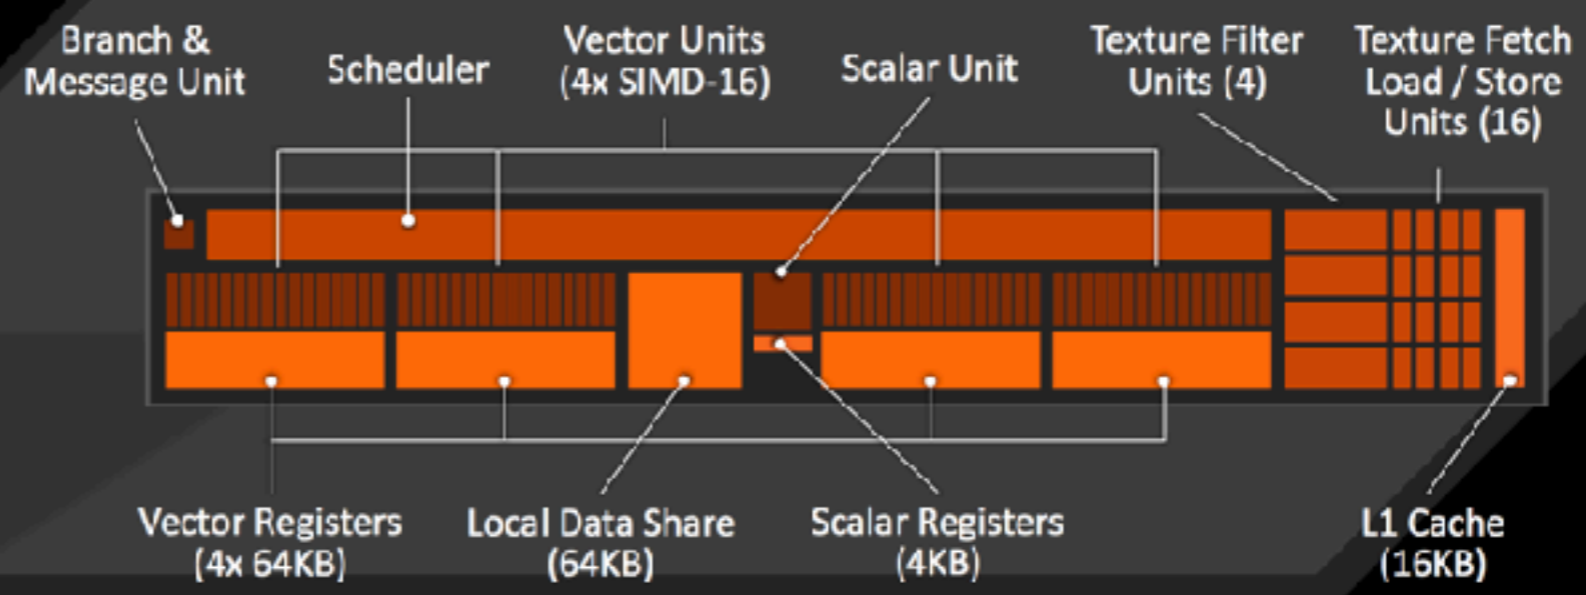 Branch &
Message Unit
Scheduler
Vector Units
(4x SIMD-16)
Scalar Unit
Texture Filter
Units (4)
Texture Fetch
Load / Store
Units (16)
Vector Registers
(4x 64KB)
Local Data Share
(64KB)
Scalar Registers
(4KB)
L1 Cache
(16KB)